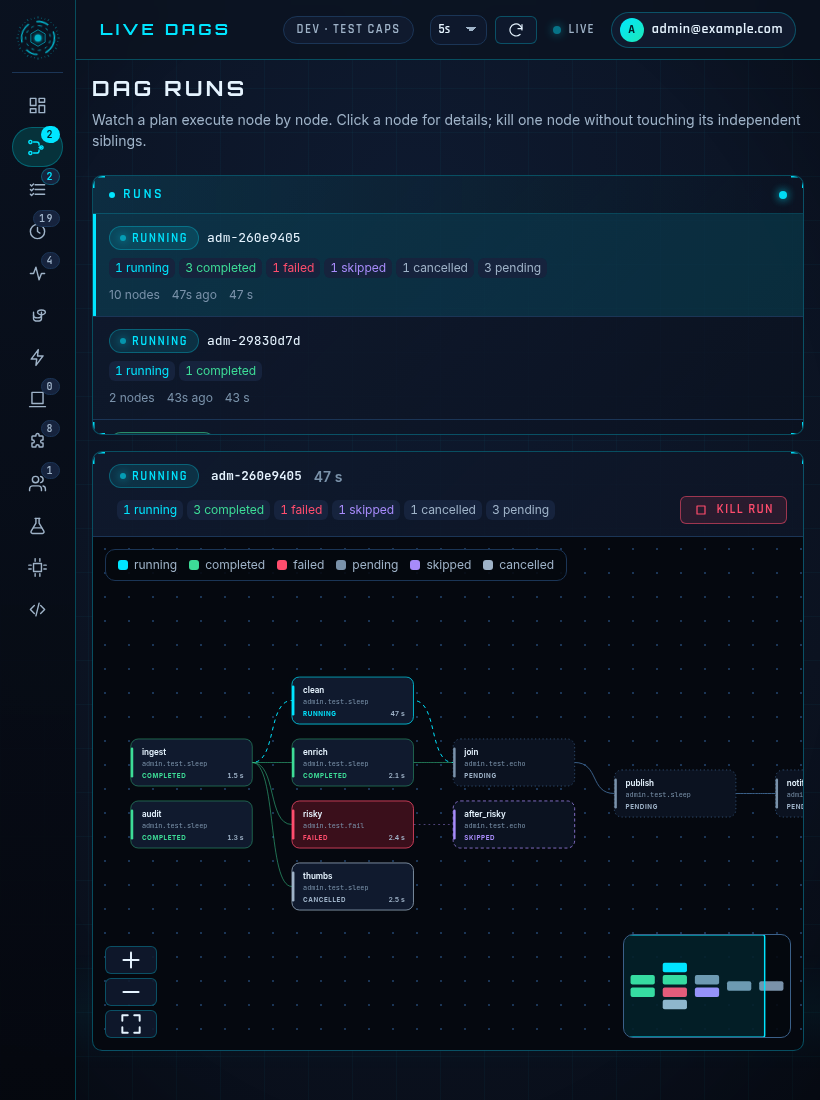 LIVE DAGS
DEV · TEST CAPS
5s
LIVE
A
admin@example.com
2
2
19
4
0
8
1
DAG RUNS
Watch a plan execute node by node. Click a node for details; kill one node without touching its independent
siblings.
RUNS
RUNNING adm-260e9405
1 running 3 completed 1 failed 1 skipped 1 cancelled 3 pending
10 nodes 47s ago 47 s
RUNNING adm-29830d7d
1 running 1 completed
2 nodes 43s ago 43 s
RUNNING adm-260e9405 47 s
1 running 3 completed 1 failed 1 skipped 1 cancelled 3 pending
KILL RUN
running completed failed pending skipped cancelled
clean
admin.test.sleep
RUNNING 47 s
ingest
admin.test.sleep
COMPLETED 1.5 s
enrich
admin.test.sleep
COMPLETED 2.1 s
join
admin.test.echo
PENDING
publish
admin.test.sleep
PENDING
audit
admin.test.sleep
COMPLETED 1.3 s
risky
admin.test.fail
FAILED 2.4 s
after_risky
admin.test.echo
SKIPPED
thumbs
admin.test.sleep
CANCELLED 2.5 s